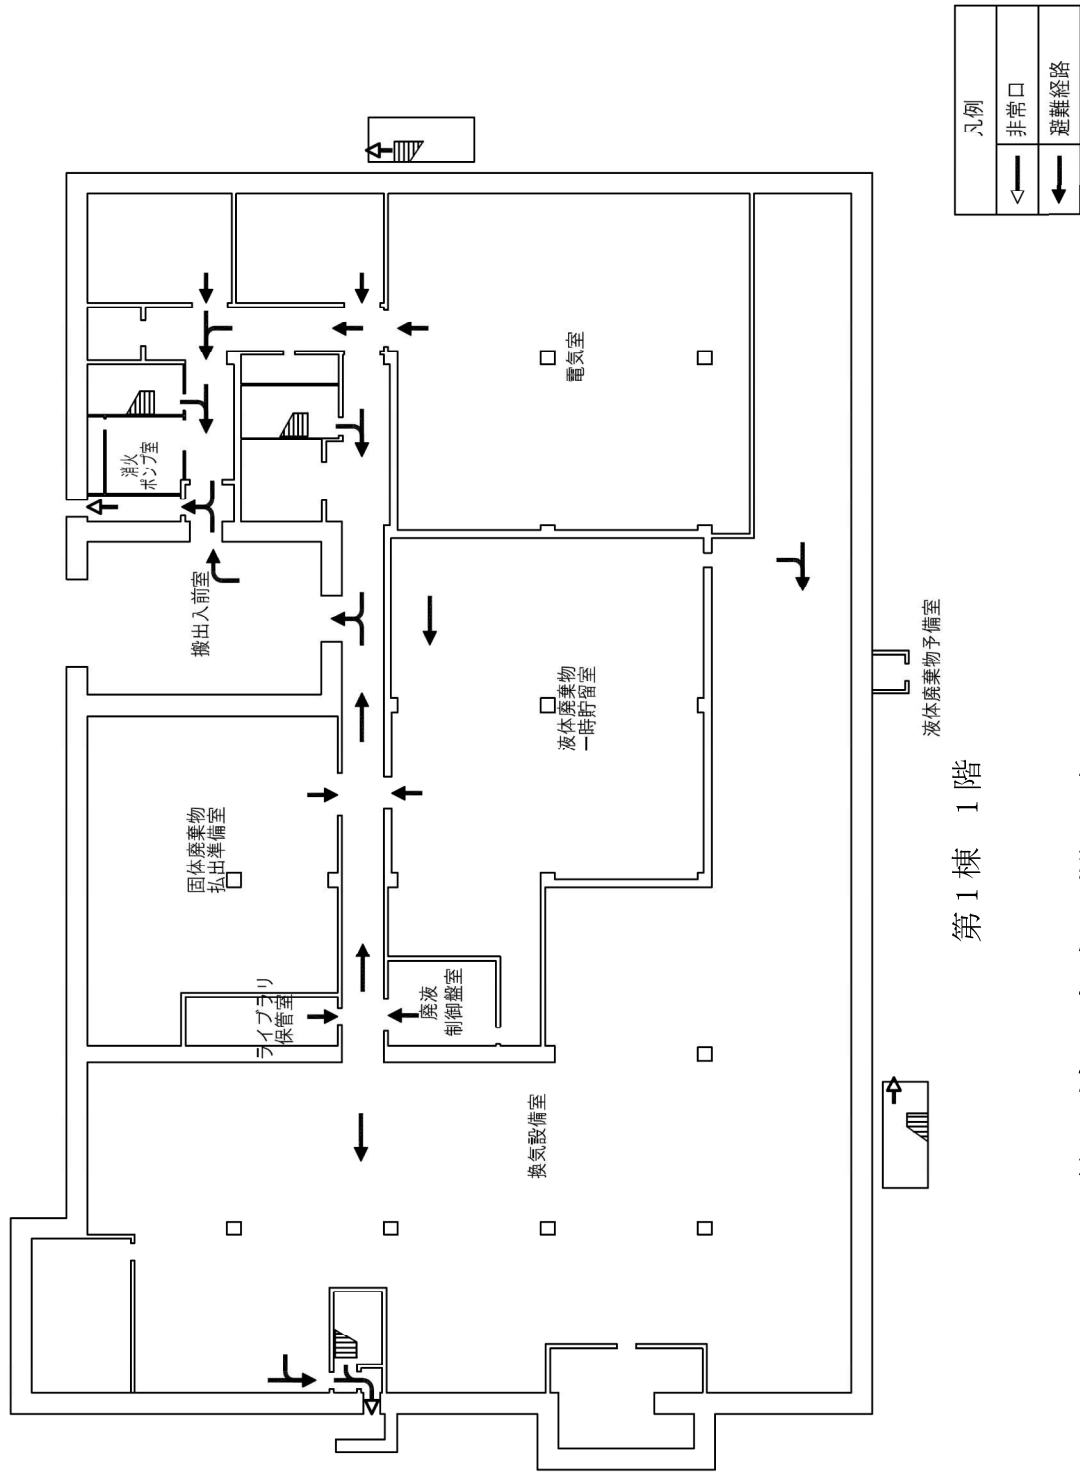 凡例
非常口
避難経路
消火
ポンプ室
電気室
搬出入前室
液体廃棄物
一時貯留室
液体廃棄物予備室
固体廃棄物
払出準備室
ライブラリ
保管室
廃液
制御盤室
換気設備室
第1棟 1階